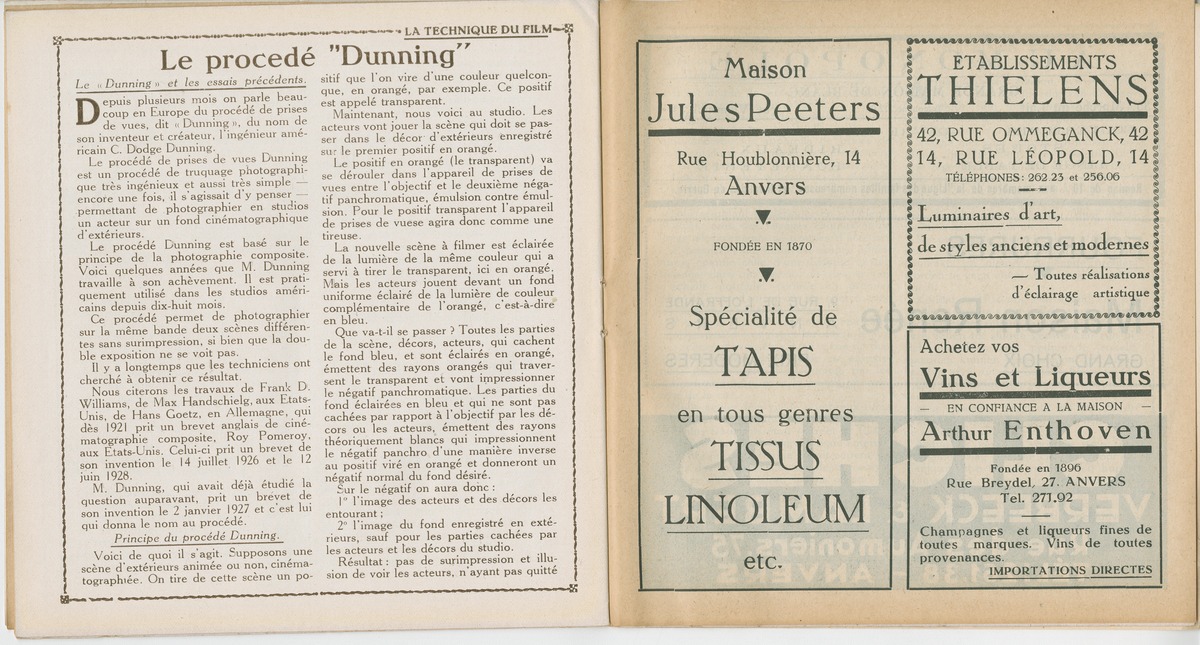 LA TECHNIQUE DU FILM
Le procedé "Dunning"
Le « Dunning » et les essais précédents.
Depuis plusieurs mois on parle beau-
coup en Europe du procédé de prises
de vues, dit « Dunning », du nom de
son inventeur et créateur, l'ingénieur amé-
ricain C. Dodge Dunning.
Le procédé de prises de vues Dunning
est un procédé de truquage photographi-
que très ingénieux et aussi très simple —
encore une fois, il s'agissait d'y penser —
permettant de photographier en studios
un acteur sur un fond cinématographique
d'extérieurs.
Le procédé Dunning est basé sur le
principe de la photographie composite.
Voici quelques années que M. Dunning
travaille à son achèvement. Il est prati-
quement utilisé dans les studios améri-
cains depuis dix-huit mois.
Ce procédé permet de photographier
sur la même bande deux scènes différen-
tes sans surimpression, si bien que la dou-
ble exposition ne se voit pas.
Il y a longtemps que les techniciens ont
cherché à obtenir ce résultat.
Nous citerons les travaux de Frank D.
Williams, de Max Handschielg, aux Etats-
Unis, de Hans Goetz, en Allemagne, qui
dès 1921 prit un brevet anglais de ciné-
matographie composite, Roy Pomeroy,
aux Etats-Unis. Celui-ci prit un brevet de
son invention le 14 juillet 1926 et le 12
juin 1928.
M. Dunning, qui avait déjà étudié la
question auparavant, prit un brevet de
son invention le 2 janvier 1927 et c'est lui
qui donna le nom au procédé.
Principe du procédé Dunning.
Voici de quoi il s'agit. Supposons une
scène d'extérieurs animée ou non, cinéma-
tographée. On tire de cette scène un po-
sitif que l'on vire d'une couleur quelcon-
que, en orangé, par exemple. Ce positif
est appelé transparent.
Maintenant, nous voici au studio. Les
acteurs vont jouer la scène qui doit se pas-
ser dans le décor d'extérieurs enregistré
sur le premier positif en orangé.
Le positif en orangé (le transparent) va
se dérouler dans l'appareil de prises de
vues entre l'objectif et le deuxième néga-
tif panchromatique, émulsion contre émul-
sion. Pour le positif transparent l'appareil
de prises de vuese agira donc comme une
tireuse.
La nouvelle scène à filmer est éclairée
de la lumière de la même couleur qui a
servi à tirer le transparent, ici en orangé.
Mais les acteurs jouent devant un fond
uniforme éclairé de la lumière de couleur
complémentaire de l'orangé, c'est-à-dire
en bleu.
Que va-t-il se passer ? Toutes les parties
de la scène, décors, acteurs, qui cachent
le fond bleu, et sont éclairés en orangé,
émettent des rayons orangés qui traver-
sent le transparent et vont impressionner
le négatif panchromatique. Les parties du
fond éclairées en bleu et qui ne sont pas
cachées par rapport à l'objectif par les dé-
cors ou les acteurs, émettent des rayons
théoriquement blancs qui impressionnent
le négatif panchro d'une manière inverse
au positif viré en orangé et donneront un
négatif normal du fond désiré.
Sur le négatif on aura donc :
1º l'image des acteurs et des décors les
entourant ;
2º l'image du fond enregistré en exté-
rieurs, sauf pour les parties cachées par
les acteurs et les décors du studio.
Résultat : pas de surimpression et illu-
sion de voir les acteurs, n'ayant pas quitté
Maison
Jules Peeters
Rue Houblonnière, 14
Anvers
FONDÉE EN 1870
Spécialité de
TAPIS
en tous genres
TISSUS
LINOLEUM
etc.
ETABLISSEMENTS
THIELENS
42, RUE OMMEGANCK, 42
14, RUE LÉOPOLD, 14
TÉLÉPHONES : 262.23 et 256.06
Luminaires d'art,
de styles anciens et modernes
— Toutes réalisations
d'éclairage artistique
Achetez vos
Vins et Liqueurs
— EN CONFIANCE A LA MAISON —
Arthur Enthoven
Fondée en 1896
Rue Breydel, 27. ANVERS
Tel. 271.92
Champagnes et liqueurs fines de
toutes marques. Vins de toutes
provenances.
IMPORTATIONS DIRECTES